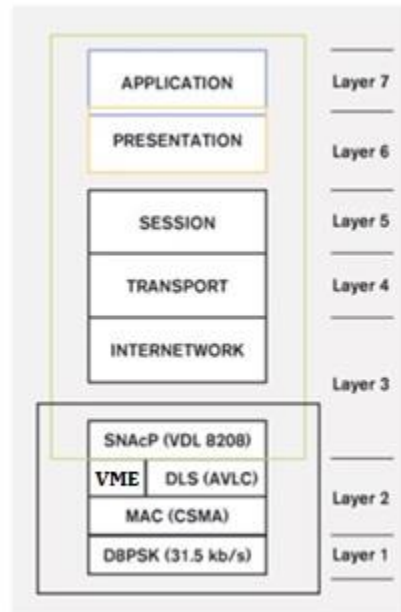 APPLICATION Layer 7
PRESENTATION Layer 6
SESSION Layer 5
TRANSPORT Layer 4
INTERNETWORK
Layer 3
SNAcP (VDL 8208)
VME DLS (AVLC)
Layer 2
MAC (CSMA)
D8PSK (31.5 kb/s) Layer 1